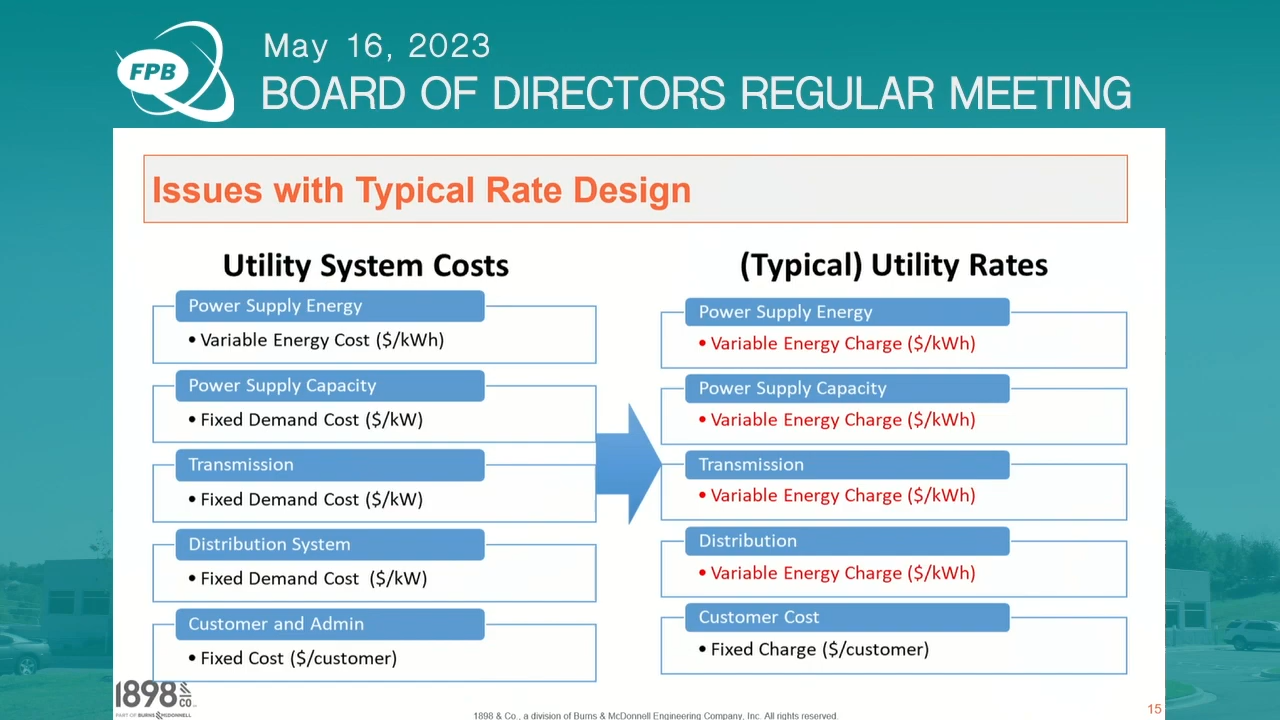 FPB
May 16, 2023
BOARD OF DIRECTORS REGULAR MEETING
Issues with Typical Rate Design
Utility System Costs
Power Supply Energy
• Variable Energy Cost ($/kWh)
Power Supply Capacity
• Fixed Demand Cost ($/kW)
Transmission
• Fixed Demand Cost ($/kW)
Distribution System
• Fixed Demand Cost ($/kW)
Customer and Admin
• Fixed Cost ($/customer)
(Typical) Utility Rates
Power Supply Energy
• Variable Energy Charge ($/kWh)
Power Supply Capacity
• Variable Energy Charge ($/kWh)
Transmission
• Variable Energy Charge ($/kWh)
Distribution
• Variable Energy Charge ($/kWh)
Customer Cost
• Fixed Charge ($/customer)
1898 & CO
PART OF BURNS & MCDONNELL
1898 & Co., a division of Burns & McDonnell Engineering Company, Inc. All rights reserved.
15